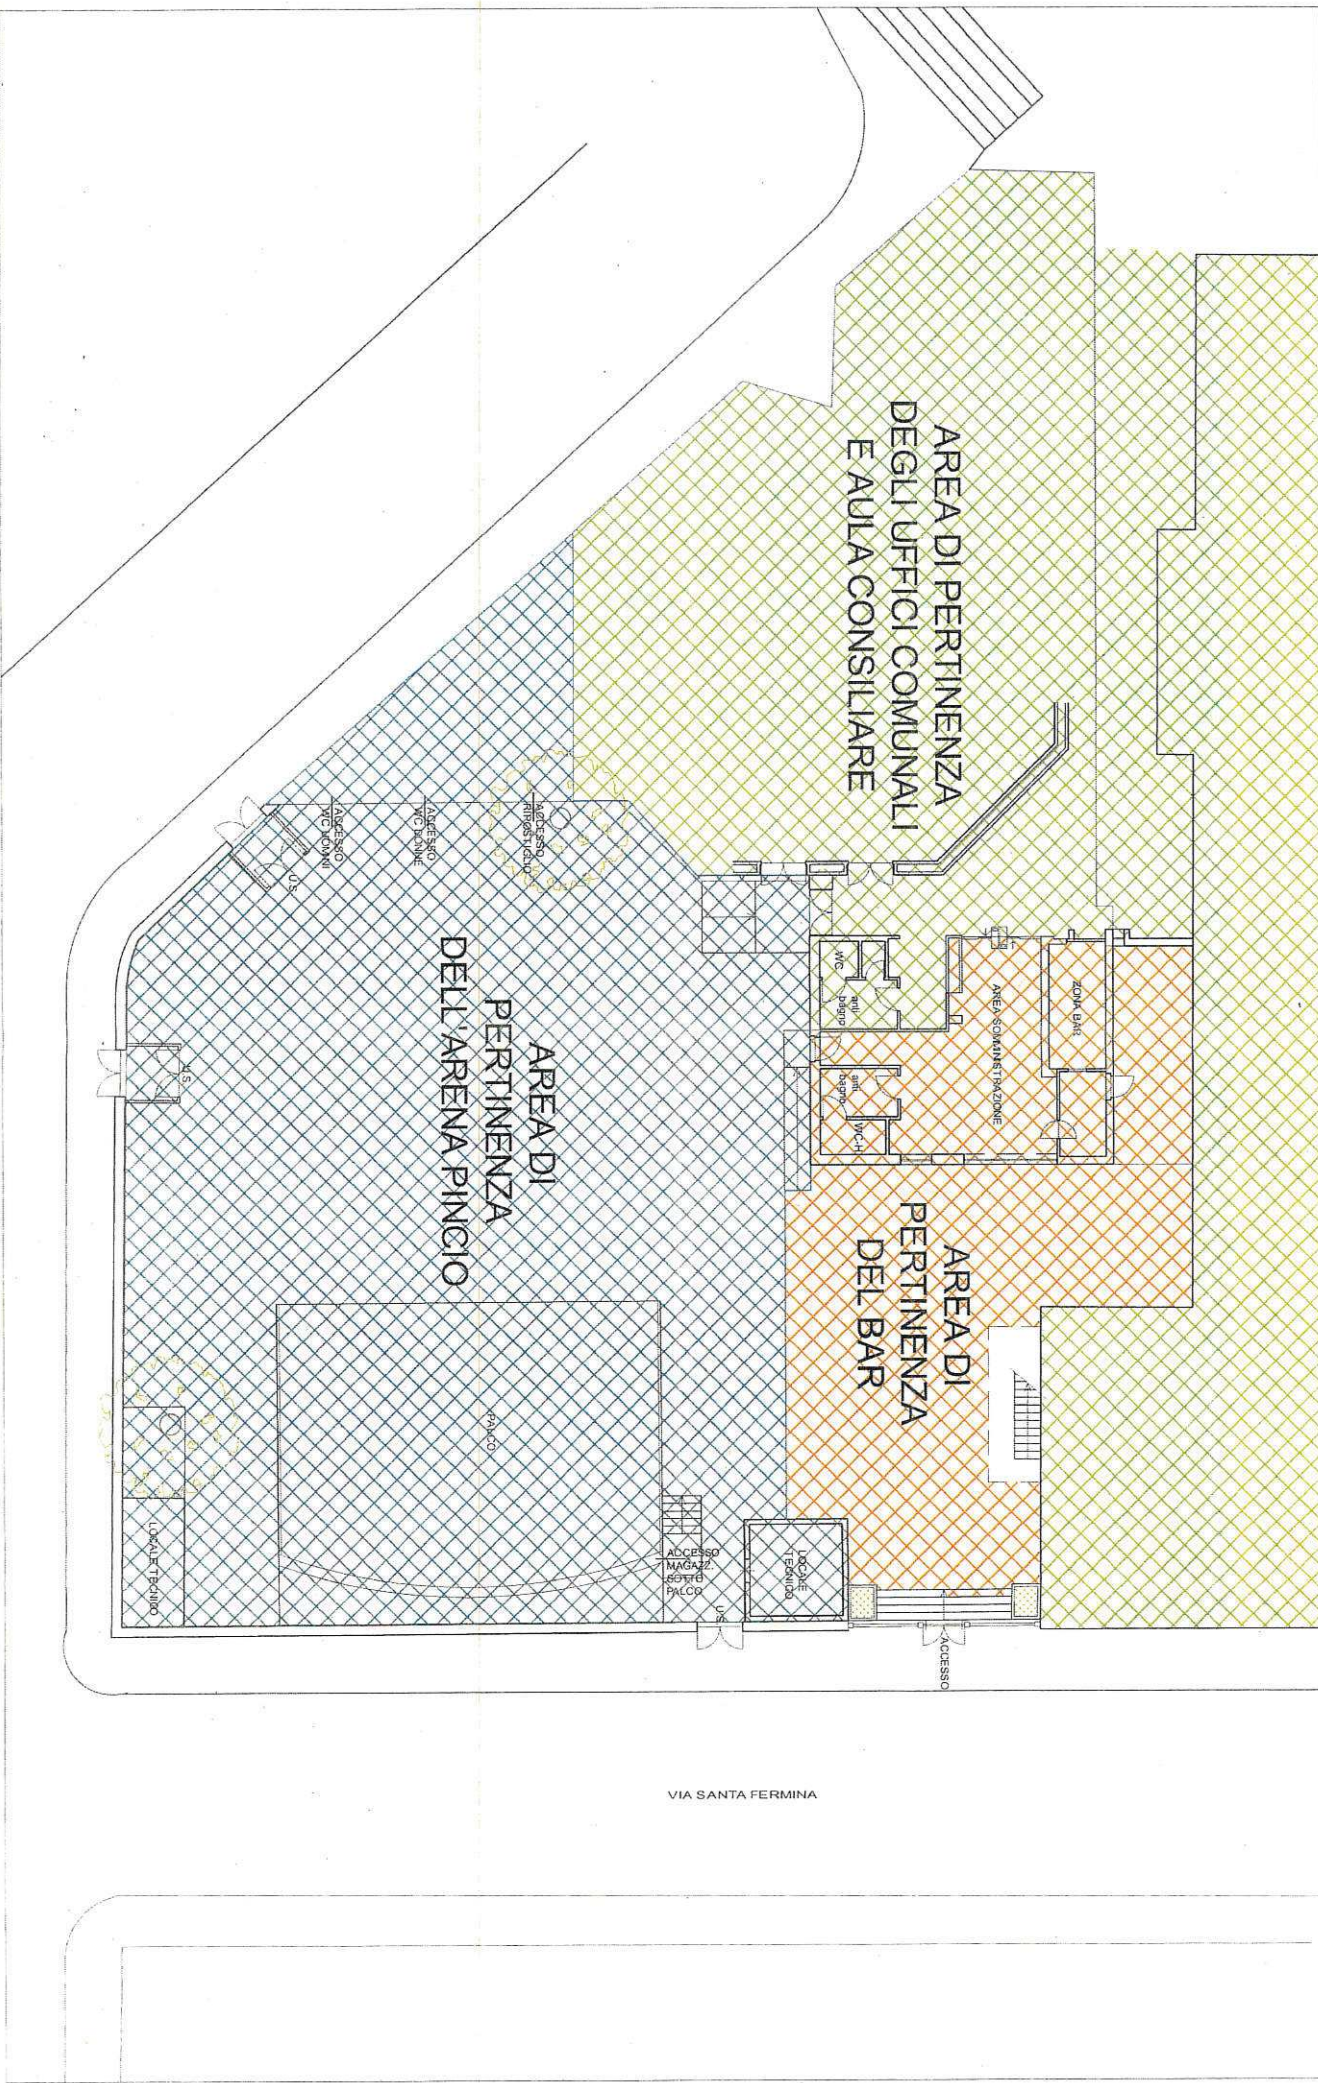 AREA DI PERTINENZA
DEGLI UFFICI COMUNALI
E AULA CONSILIARE
ACCESSO
WC UOMINI
ACCESSO
WC DONNE
ACCESSO
RIPOSTIGLIO
U.S.
U.S.
WC
anti
bagno
anti
bagno
WC-H
AREA SOMMINISTRAZIONE
ZONA BAR
AREA DI
PERTINENZA
DELL'ARENA PINCIO
AREA DI
PERTINENZA
DEL BAR
PALCO
LOCALE TECNICO
ACCESSO
MAGAZZ.
SOTTO
PALCO
LOCALE
TECNICO
U.S.
ACCESSO
VIA SANTA FERMINA